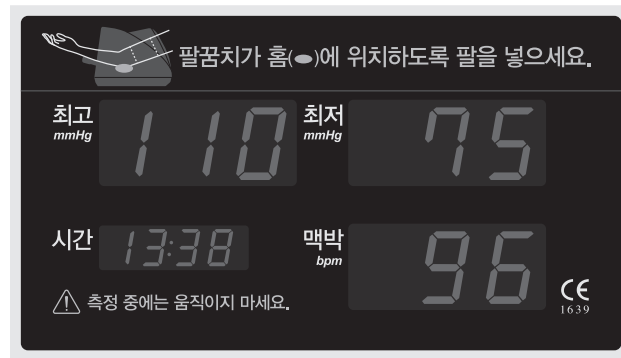 팔꿈치가 홈()에 위치하도록 팔을 넣으세요.
최고 mmHg 110 최저 mmHg 75
시간 13:38 맥박 bpm 96
측정 중에는 움직이지 마세요.
CE 1639